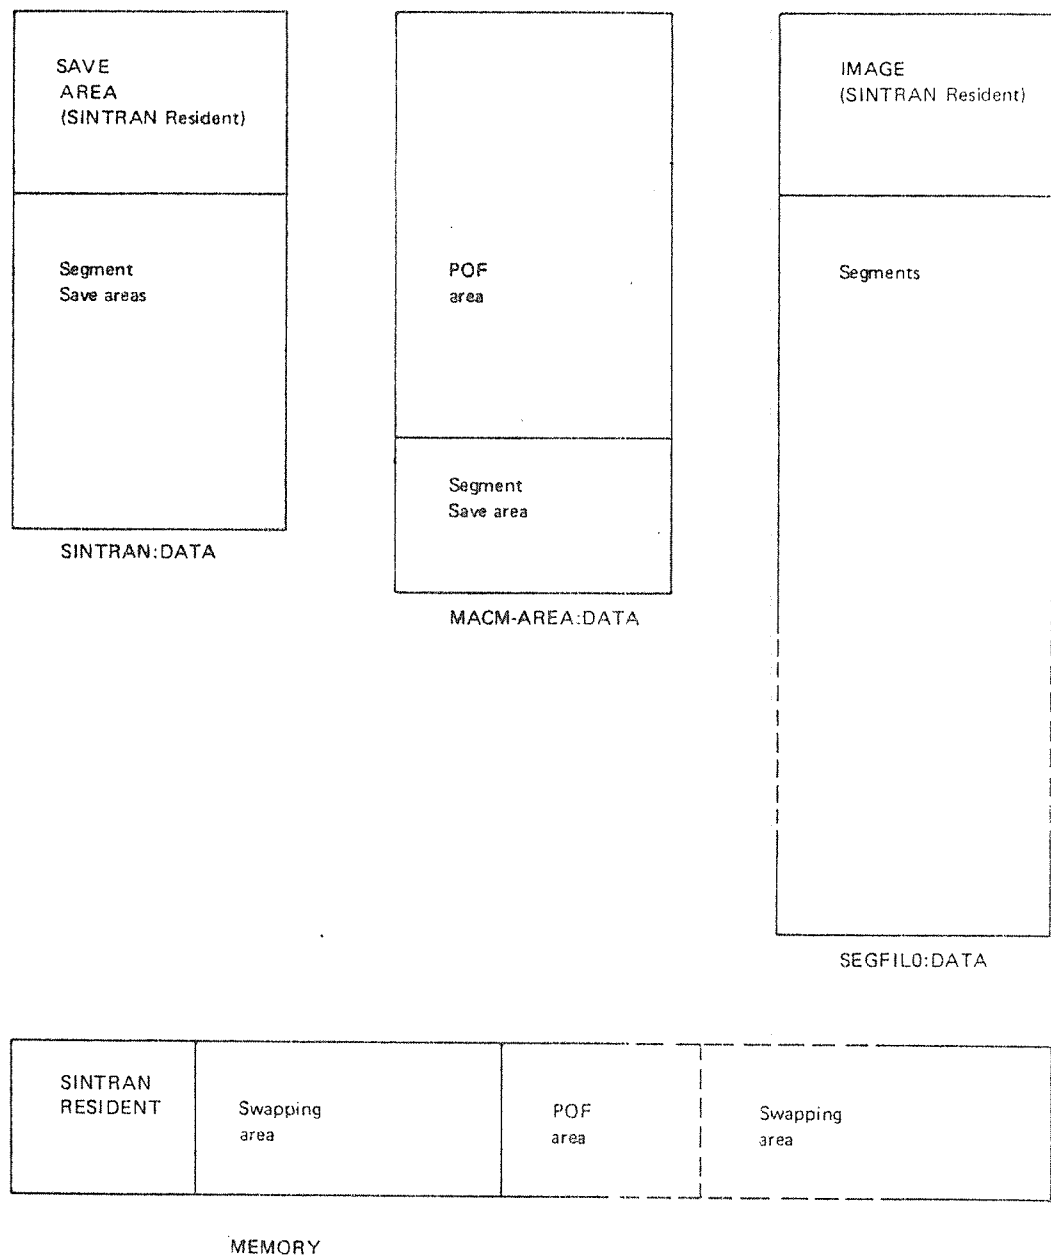 SAVE
AREA
(SINTRAN Resident)
Segment
Save areas
SINTRAN:DATA
POF
area
Segment
Save area
MACM-AREA:DATA
IMAGE
(SINTRAN Resident)
Segments
SEGFIL0:DATA
SINTRAN
RESIDENT
Swapping
area
POF
area
Swapping
area
MEMORY